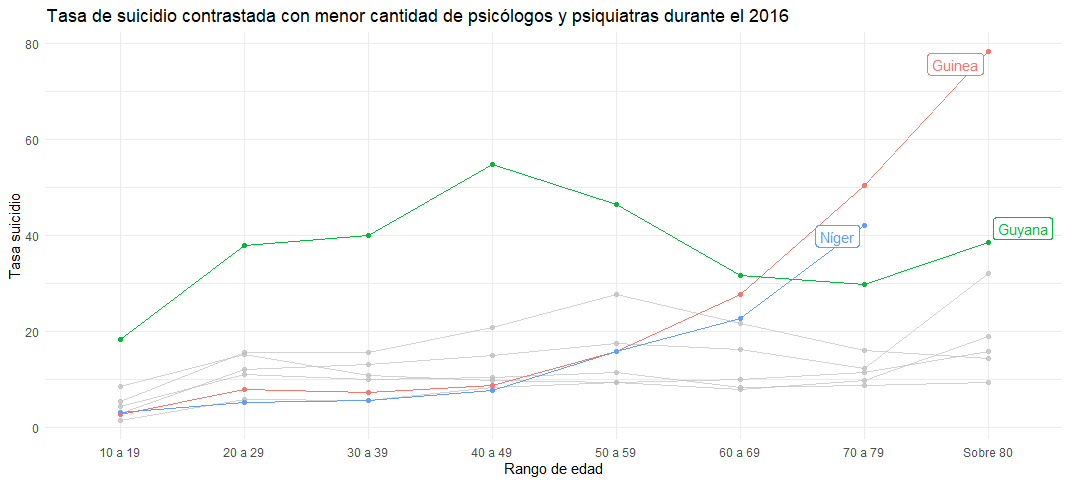 Tasa de suicidio contrastada con menor cantidad de psicólogos y psiquiatras durante el 2016
80
60
40
20
0
Tasa suicidio
Guinea
Níger
Guyana
10 a 19
20 a 29
30 a 39
40 a 49
50 a 59
60 a 69
70 a 79
Sobre 80
Rango de edad